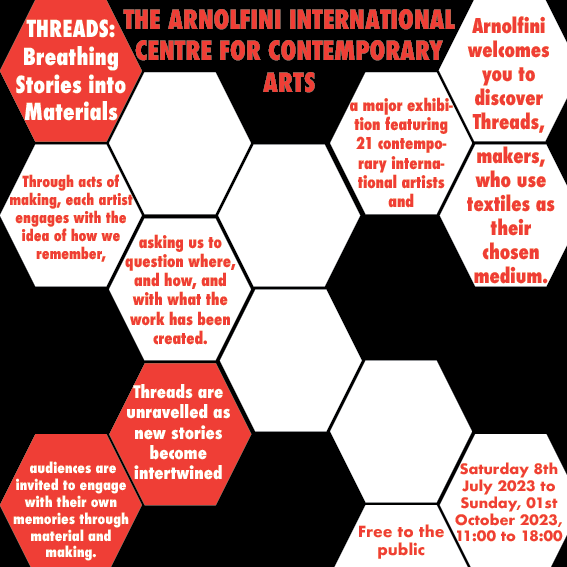 THE ARNOLFINI INTERNATIONAL
CENTRE FOR CONTEMPORARY
ARTS
THREADS:
Breathing
Stories into
Materials
Arnolfini
welcomes
you to
discover
Threads,
a major exhibi-
tion featuring
21 contempo-
rary interna-
tional artists
and
makers,
who use
textiles as
their
chosen
medium.
Through acts of
making, each artist
engages with the
idea of how we
remember,
asking us to
question where,
and how, and
with what the
work has been
created.
Threads are
unravelled as
new stories
become
intertwined
audiences are
invited to engage
with their own
memories through
material and
making.
Saturday 8th
July 2023 to
Sunday, 01st
October 2023,
11:00 to 18:00
Free to the
public